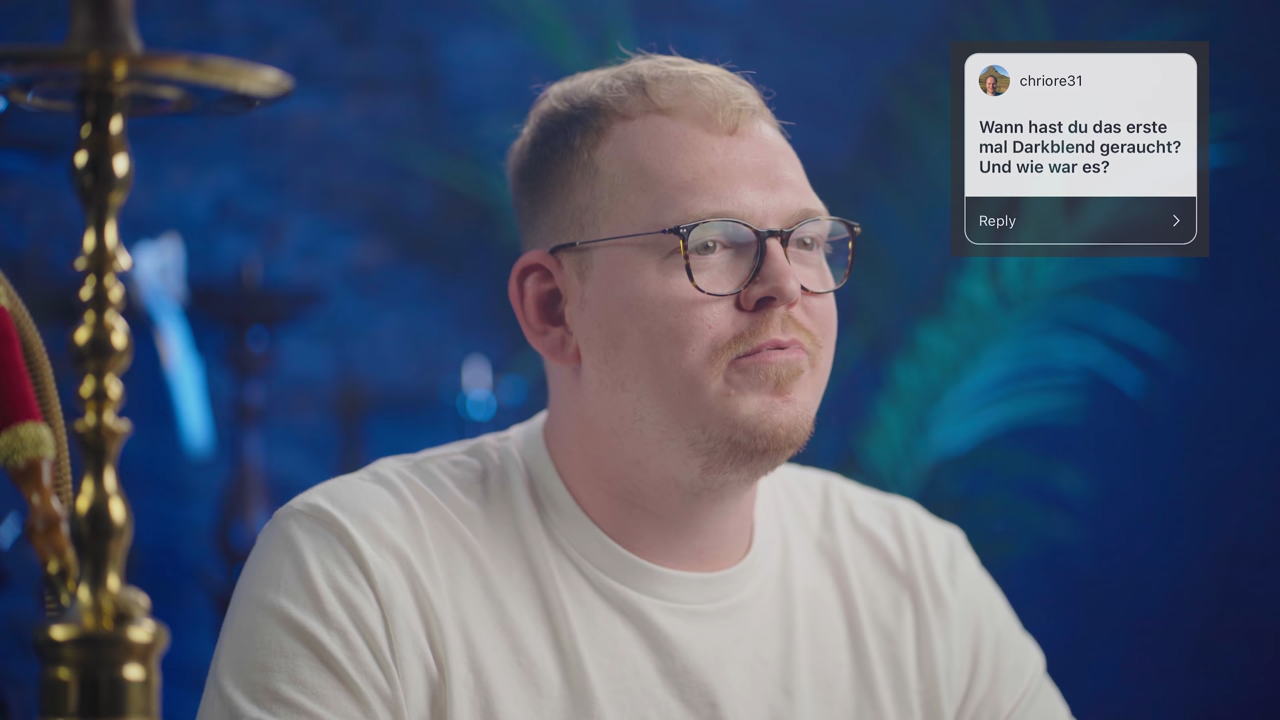 chriore31
Wann hast du das erste
mal Darkblend geraucht?
Und wie war es?
Reply